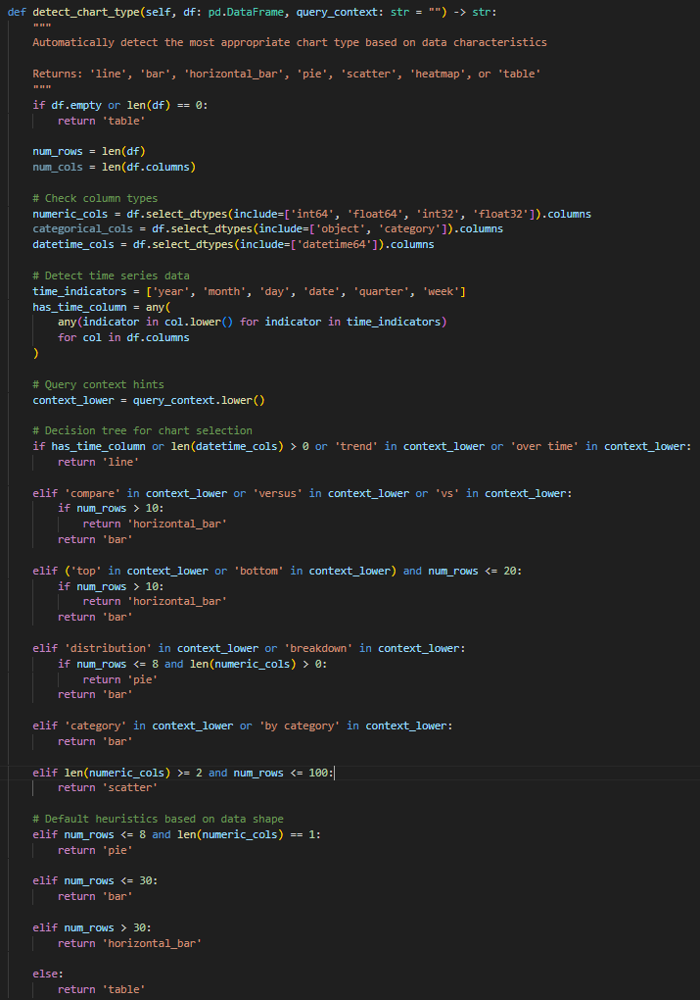 def detect_chart_type(self, df: pd.DataFrame, query_context: str = "") -> str:
    """
    Automatically detect the most appropriate chart type based on data characteristics

    Returns: 'line', 'bar', 'horizontal_bar', 'pie', 'scatter', 'heatmap', or 'table'
    """
    if df.empty or len(df) == 0:
        return 'table'

    num_rows = len(df)
    num_cols = len(df.columns)

    # Check column types
    numeric_cols = df.select_dtypes(include=['int64', 'float64', 'int32', 'float32']).columns
    categorical_cols = df.select_dtypes(include=['object', 'category']).columns
    datetime_cols = df.select_dtypes(include=['datetime64']).columns

    # Detect time series data
    time_indicators = ['year', 'month', 'day', 'date', 'quarter', 'week']
    has_time_column = any(
        any(indicator in col.lower() for indicator in time_indicators)
        for col in df.columns
    )

    # Query context hints
    context_lower = query_context.lower()

    # Decision tree for chart selection
    if has_time_column or len(datetime_cols) > 0 or 'trend' in context_lower or 'over time' in context_lower:
        return 'line'

    elif 'compare' in context_lower or 'versus' in context_lower or 'vs' in context_lower:
        if num_rows > 10:
            return 'horizontal_bar'
        return 'bar'

    elif ('top' in context_lower or 'bottom' in context_lower) and num_rows <= 20:
        if num_rows > 10:
            return 'horizontal_bar'
        return 'bar'

    elif 'distribution' in context_lower or 'breakdown' in context_lower:
        if num_rows <= 8 and len(numeric_cols) > 0:
            return 'pie'
        return 'bar'

    elif 'category' in context_lower or 'by category' in context_lower:
        return 'bar'

    elif len(numeric_cols) >= 2 and num_rows <= 100:
        return 'scatter'

    # Default heuristics based on data shape
    elif num_rows <= 8 and len(numeric_cols) == 1:
        return 'pie'

    elif num_rows <= 30:
        return 'bar'

    elif num_rows > 30:
        return 'horizontal_bar'

    else:
        return 'table'